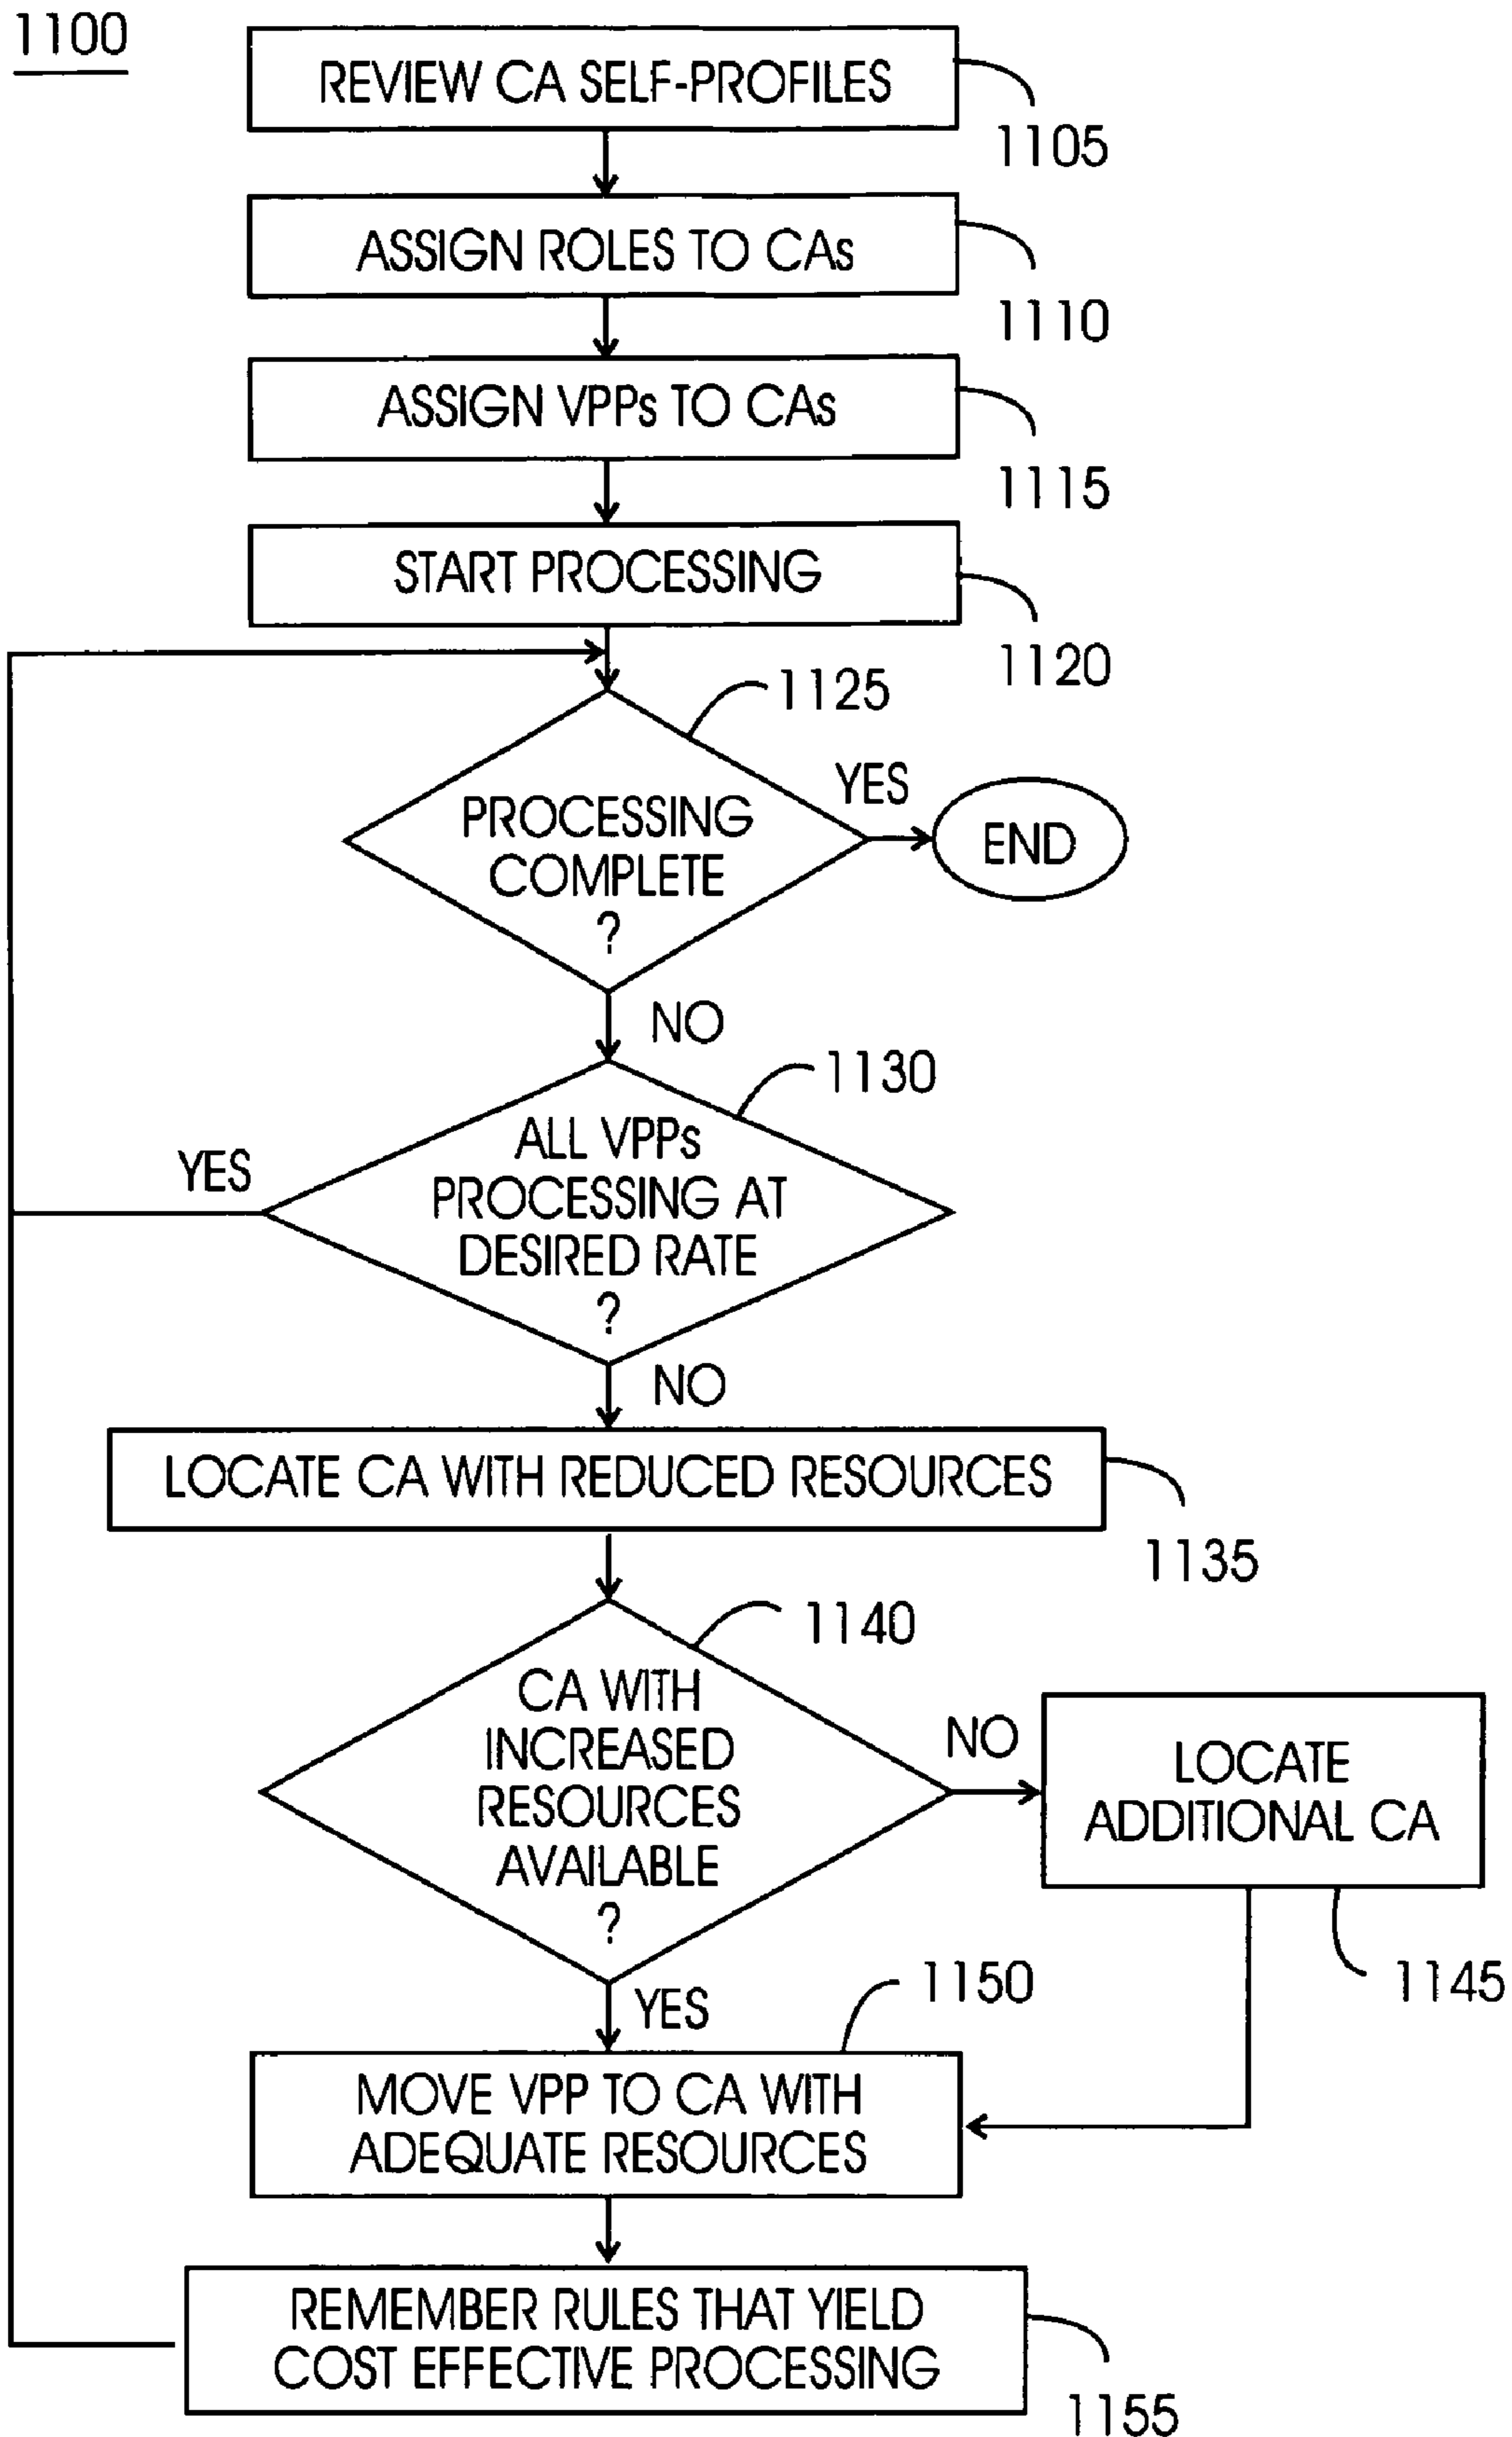 1100
REVIEW CA SELF-PROFILES
1105
ASSIGN ROLES TO CAs
1110
ASSIGN VPPs TO CAs
1115
START PROCESSING
1120
1125
PROCESSING
COMPLETE
?
YES
END
NO
1130
ALL VPPs
PROCESSING AT
DESIRED RATE
?
YES
NO
LOCATE CA WITH REDUCED RESOURCES
1135
1140
CA WITH
INCREASED
RESOURCES
AVAILABLE
?
NO
LOCATE
ADDITIONAL CA
1145
YES
1150
MOVE VPP TO CA WITH
ADEQUATE RESOURCES
REMEMBER RULES THAT YIELD
COST EFFECTIVE PROCESSING
1155